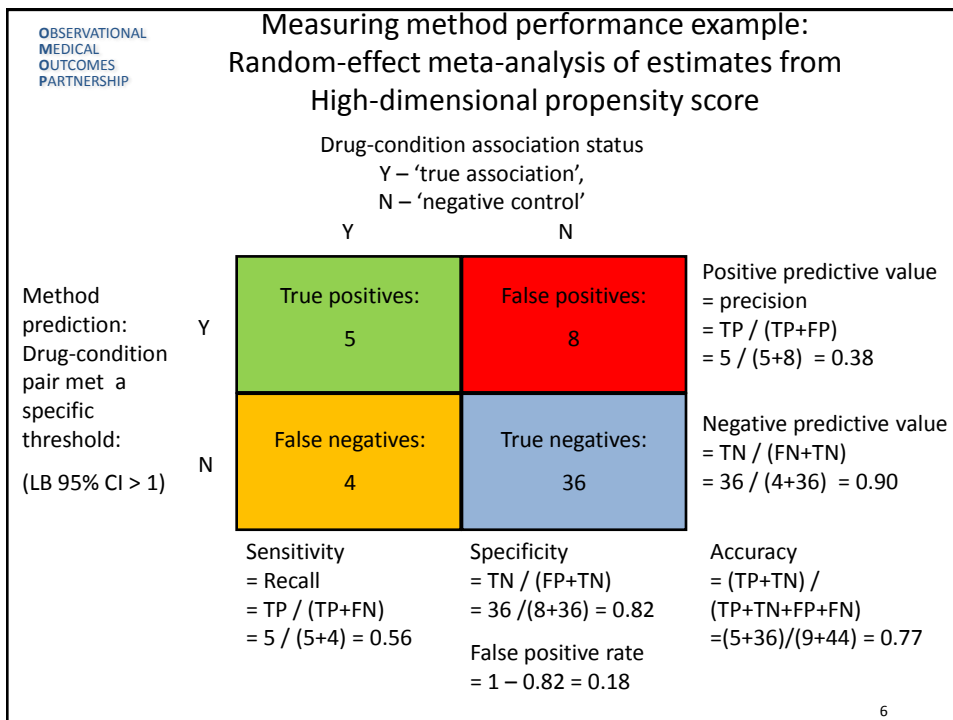 OBSERVATIONAL
MEDICAL
OUTCOMES
PARTNERSHIP
Measuring method performance example:
Random-effect meta-analysis of estimates from
High-dimensional propensity score
Drug-condition association status
Y – ‘true association’,
N – ‘negative control’
Y
N
Method
prediction:
Drug-condition
pair met a
specific
threshold:
(LB 95% CI > 1)
Y
True positives:
5
False positives:
8
Positive predictive value
= precision
= TP / (TP+FP)
= 5 / (5+8) = 0.38
N
False negatives:
4
True negatives:
36
Negative predictive value
= TN / (FN+TN)
= 36 / (4+36) = 0.90
Sensitivity
= Recall
= TP / (TP+FN)
= 5 / (5+4) = 0.56
Specificity
= TN / (FP+TN)
= 36 /(8+36) = 0.82
False positive rate
= 1 – 0.82 = 0.18
Accuracy
= (TP+TN) /
(TP+TN+FP+FN)
=(5+36)/(9+44) = 0.77
6